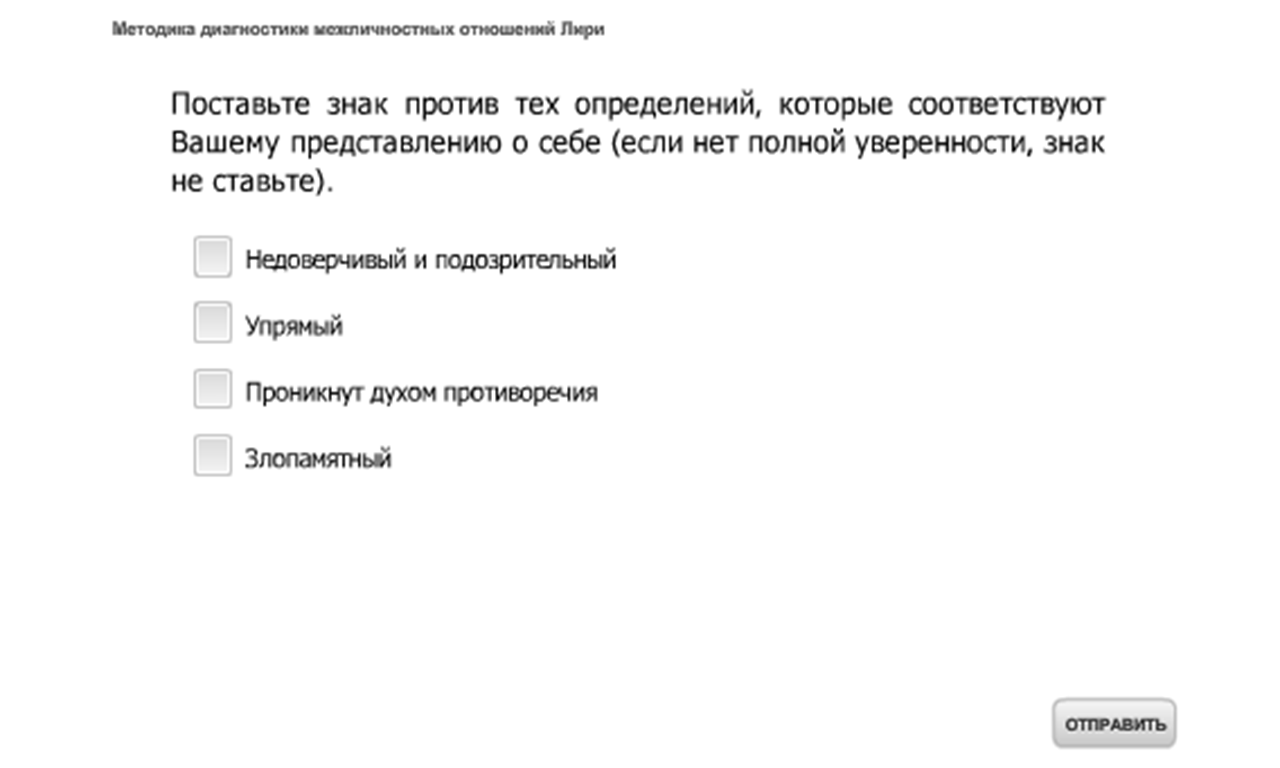 Методика диагностики межличностных отношений Лири
Поставьте знак против тех определений, которые соответствуют
Вашему представлению о себе (если нет полной уверенности, знак
не ставьте).
Недоверчивый и подозрительный
Упрямый
Проникнут духом противоречия
Злопамятный
ОТПРАВИТЬ